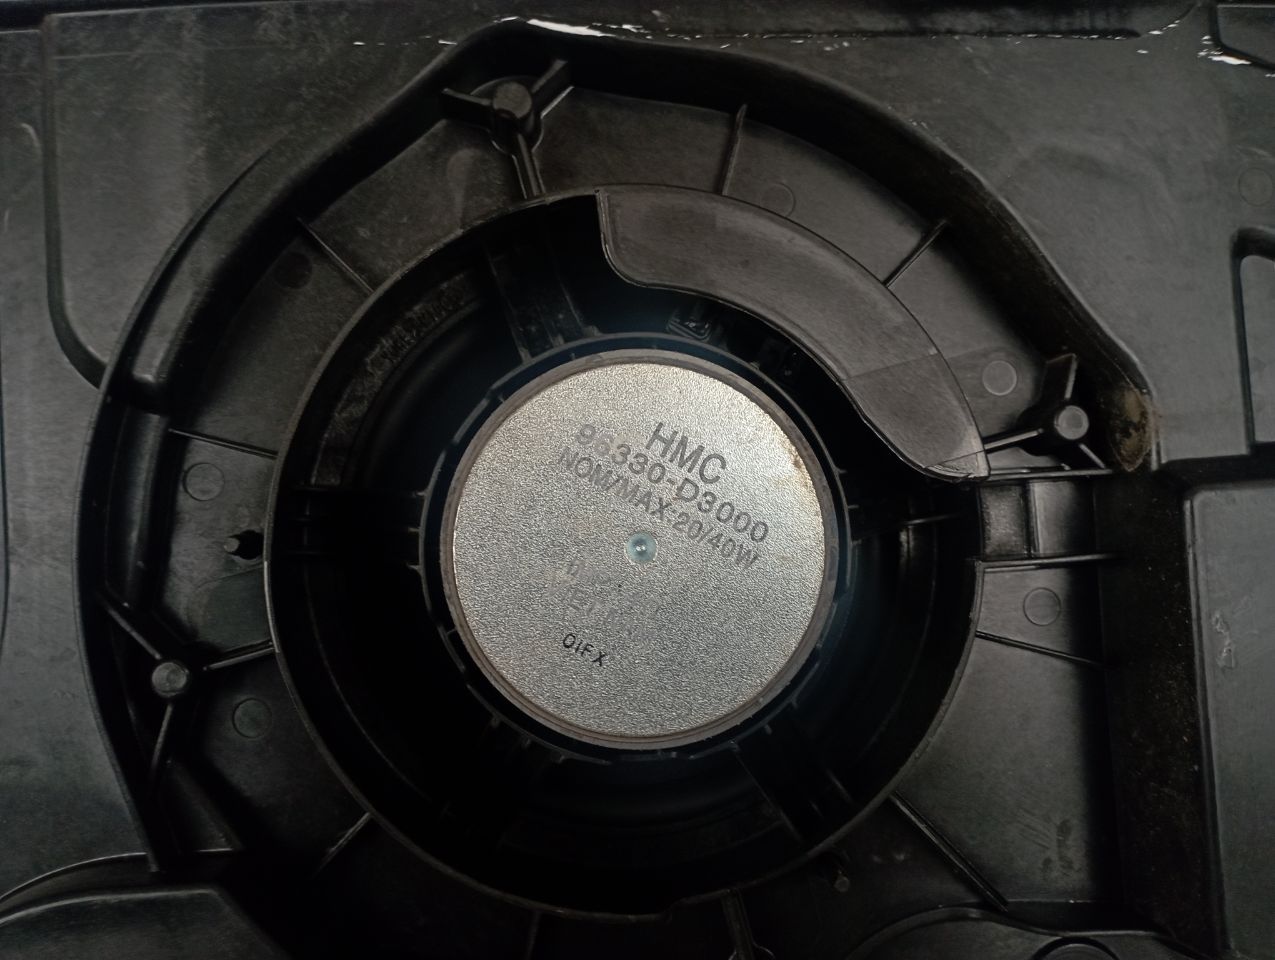 HMC
96330-D3000
NOM/MAX-20/40W
OIFX